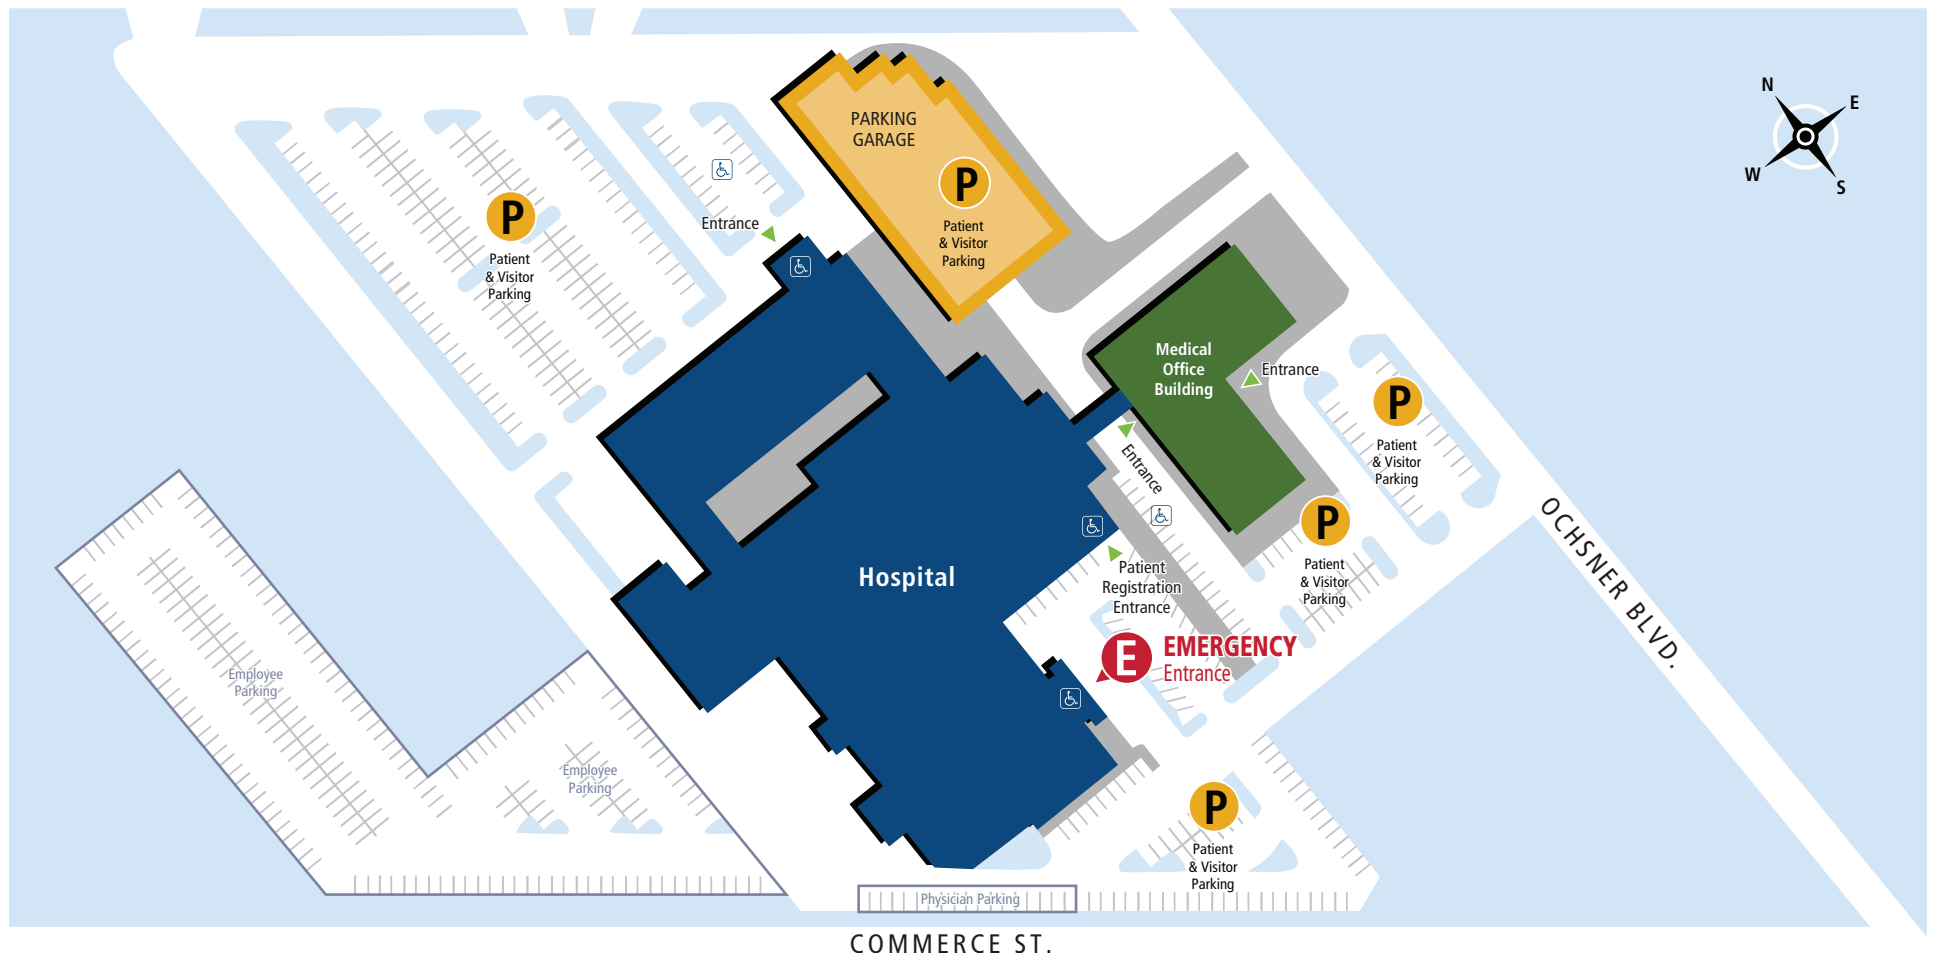 N
E
W
S
PARKING
GARAGE
P
Patient
& Visitor
Parking
P
Patient
& Visitor
Parking
Entrance
Medical
Office
Building
Entrance
Entrance
P
Patient
& Visitor
Parking
P
Patient
& Visitor
Parking
OCHSNER BLVD.
Hospital
Patient
Registration
Entrance
E
EMERGENCY
Entrance
Employee
Parking
Employee
Parking
P
Patient
& Visitor
Parking
Physician Parking
COMMERCE ST.